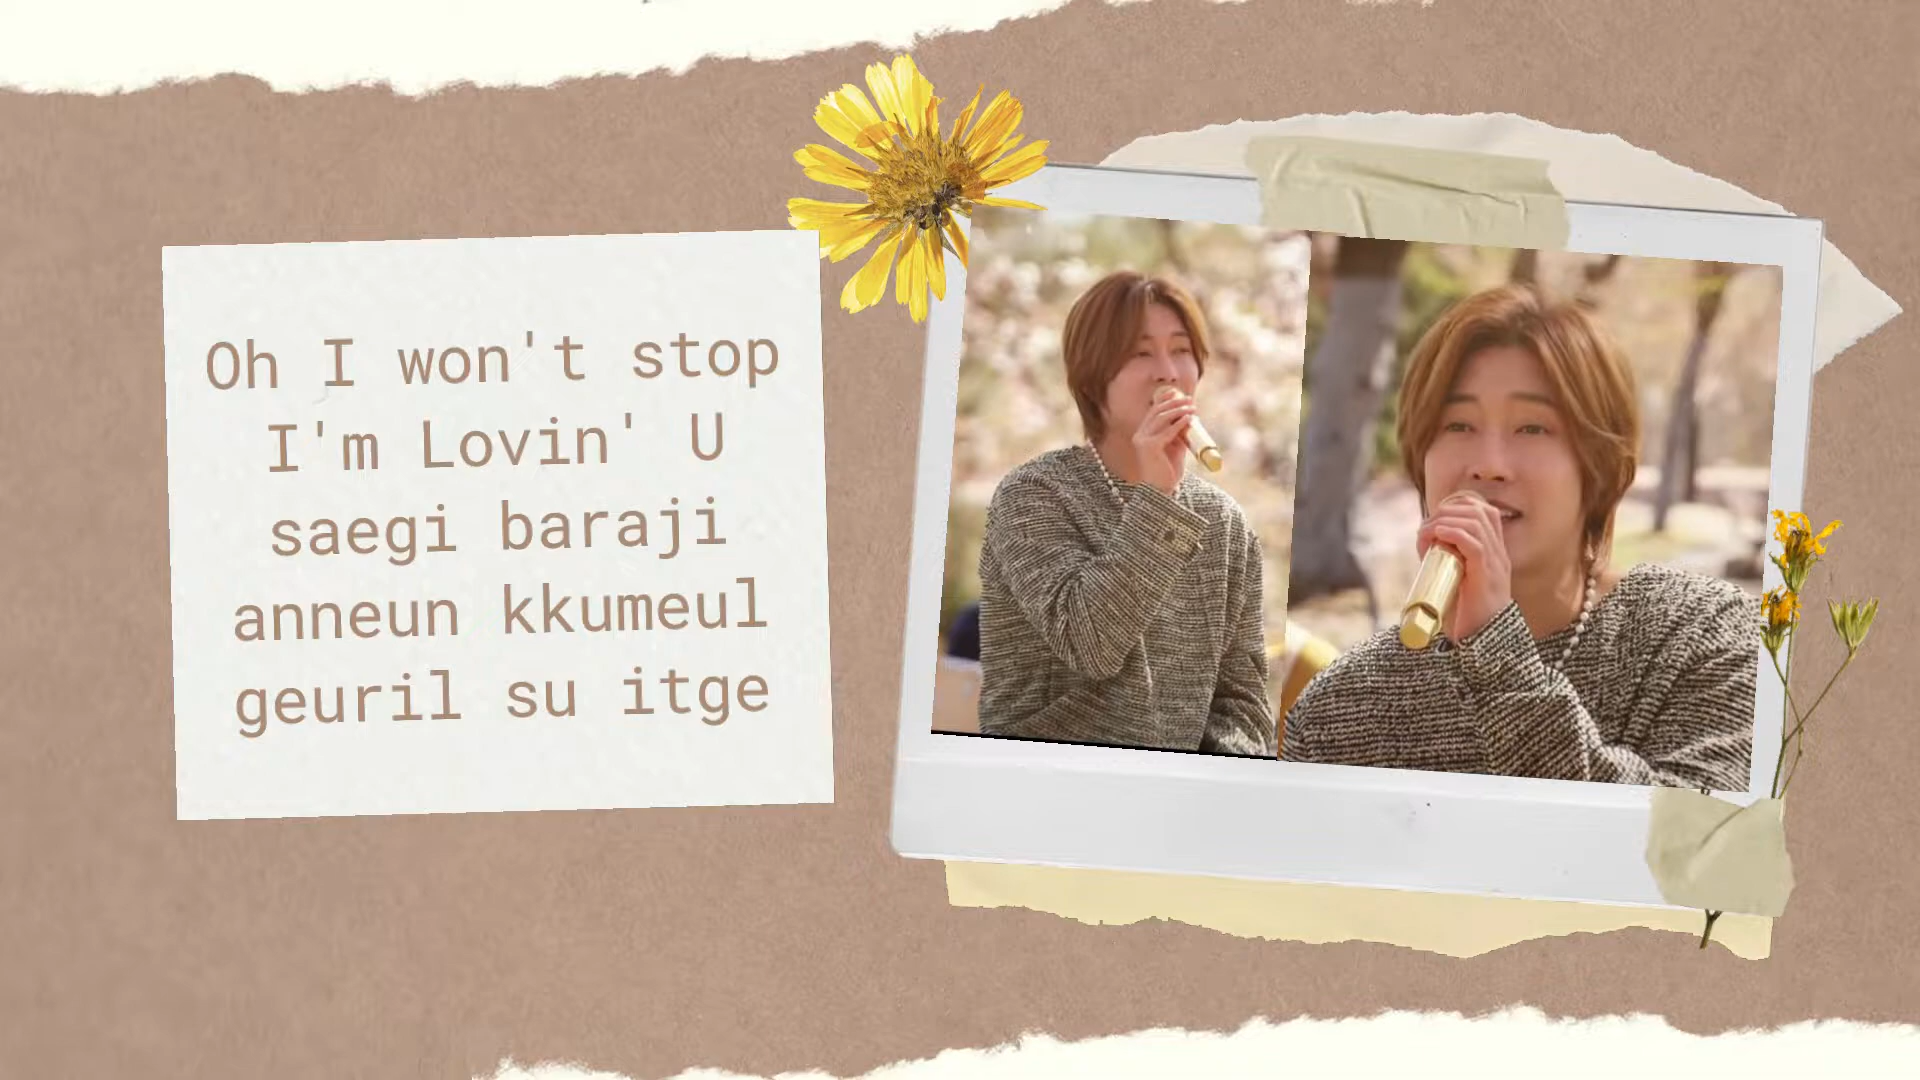 Oh I won't stop
I'm Lovin' U
saegi baraji
anneun kkumeul
geuril su itge